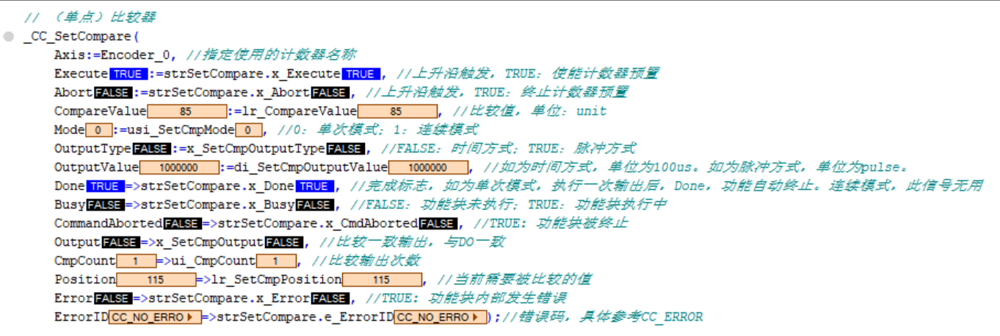 // （单点）比较器
_CC_SetCompare(
Axis:=Encoder_0, //指定使用的计数器名称
Execute TRUE :=strSetCompare.x_Execute TRUE , //上升沿触发，TRUE：使能计数器预置
Abort FALSE :=strSetCompare.x_Abort FALSE , //上升沿触发，TRUE：终止计数器预置
CompareValue 85 :=lr_CompareValue 85 , //比较值，单位：unit
Mode 0 :=usi_SetCmpMode 0 , //0：单次模式；1：连续模式
OutputType FALSE :=x_SetCmpOutputType FALSE , //FALSE：时间方式；TRUE：脉冲方式
OutputValue 1000000 :=di_SetCmpOutputValue 1000000 , //如为时间方式，单位为100us。如为脉冲方式，单位为pulse。
Done TRUE =>strSetCompare.x_Done TRUE , //完成标志，如为单次模式，执行一次输出后，Done，功能自动终止。连续模式，此信号无用
Busy FALSE =>strSetCompare.x_Busy FALSE , //FALSE：功能块未执行；TRUE：功能块执行中
CommandAborted FALSE =>strSetCompare.x_CmdAborted FALSE , //TRUE：功能块被终止
Output FALSE =>x_SetCmpOutput FALSE , //比较一致输出，与DO一致
CmpCount 1 =>ui_CmpCount 1 , //比较输出次数
Position 115 =>lr_SetCmpPosition 115 , //当前需要被比较的值
Error FALSE =>strSetCompare.x_Error FALSE , //TRUE：功能块内部发生错误
ErrorID CC_NO_ERRO =>strSetCompare.e_ErrorID CC_NO_ERRO );//错误码，具体参考CC_ERROR